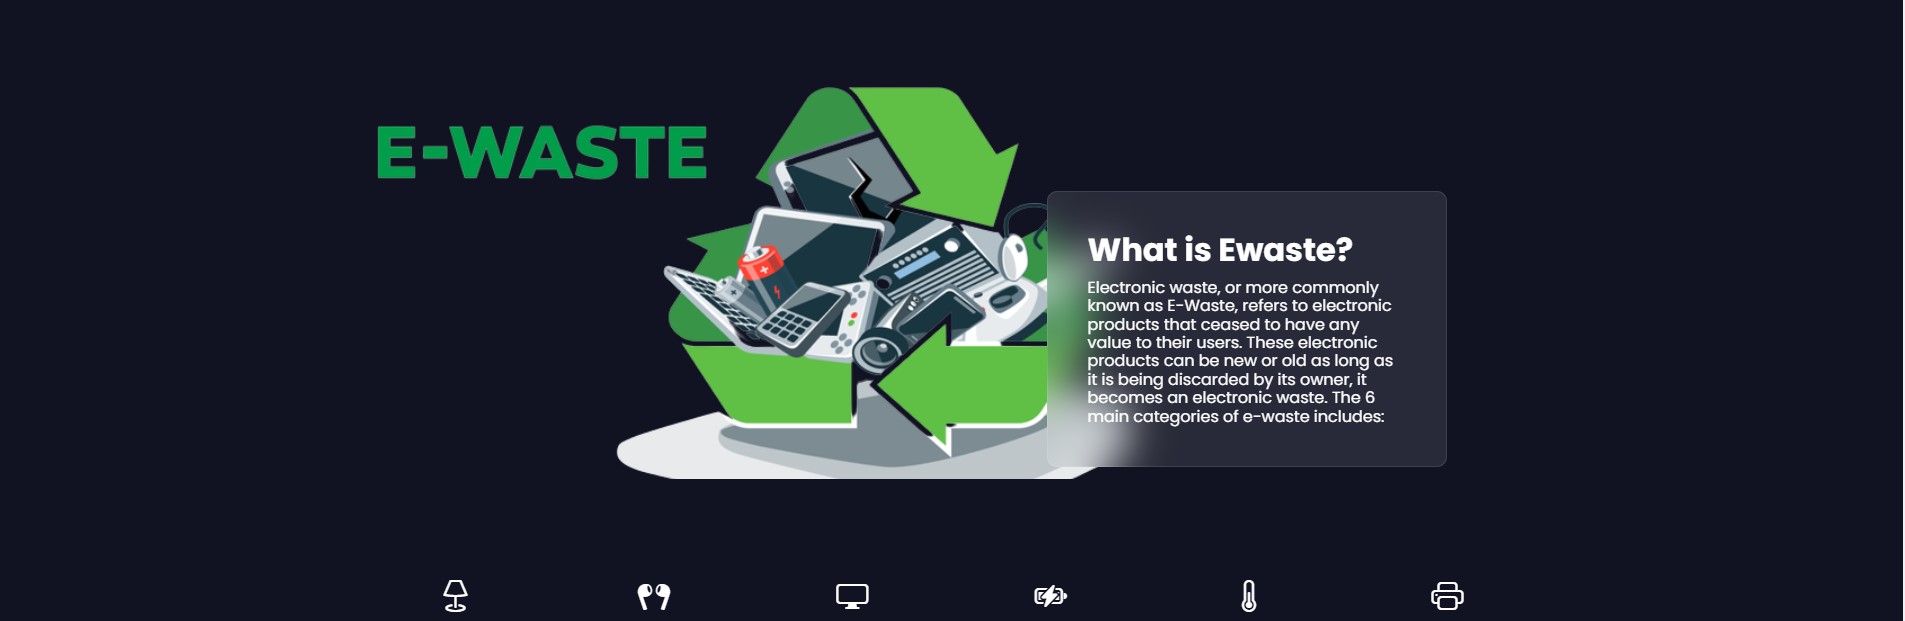 E-WASTE
What is Ewaste?
Electronic waste, or more commonly
known as E-Waste, refers to electronic
products that ceased to have any
value to their users. These electronic
products can be new or old as long as
it is being discarded by its owner, it
becomes an electronic waste. The 6
main categories of e-waste includes: